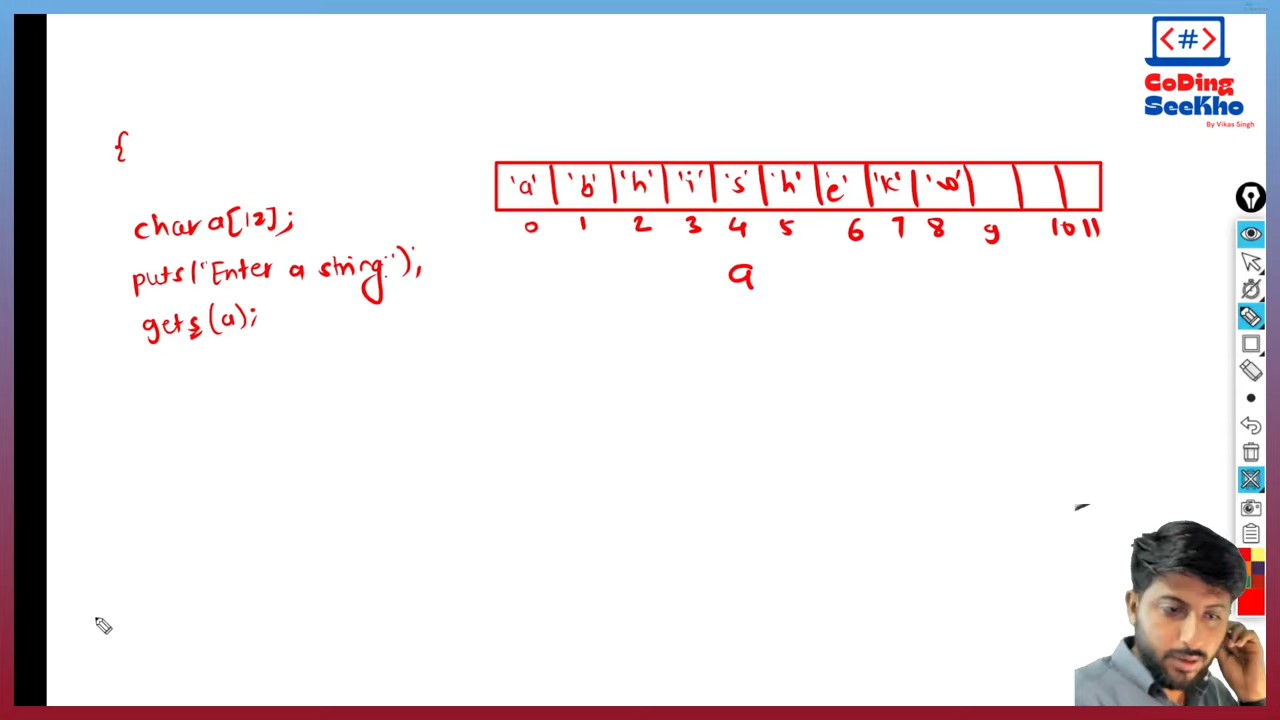 <#>
CoDing
SeeKho
By Vikas Singh
{
char a[12];
puts("Enter a string:");
gets(a);
'a' 'b' 'h' 'i' 's' 'h' 'e' 'k'
0 1 2 3 4 5 6 7 8 9 10 11
a